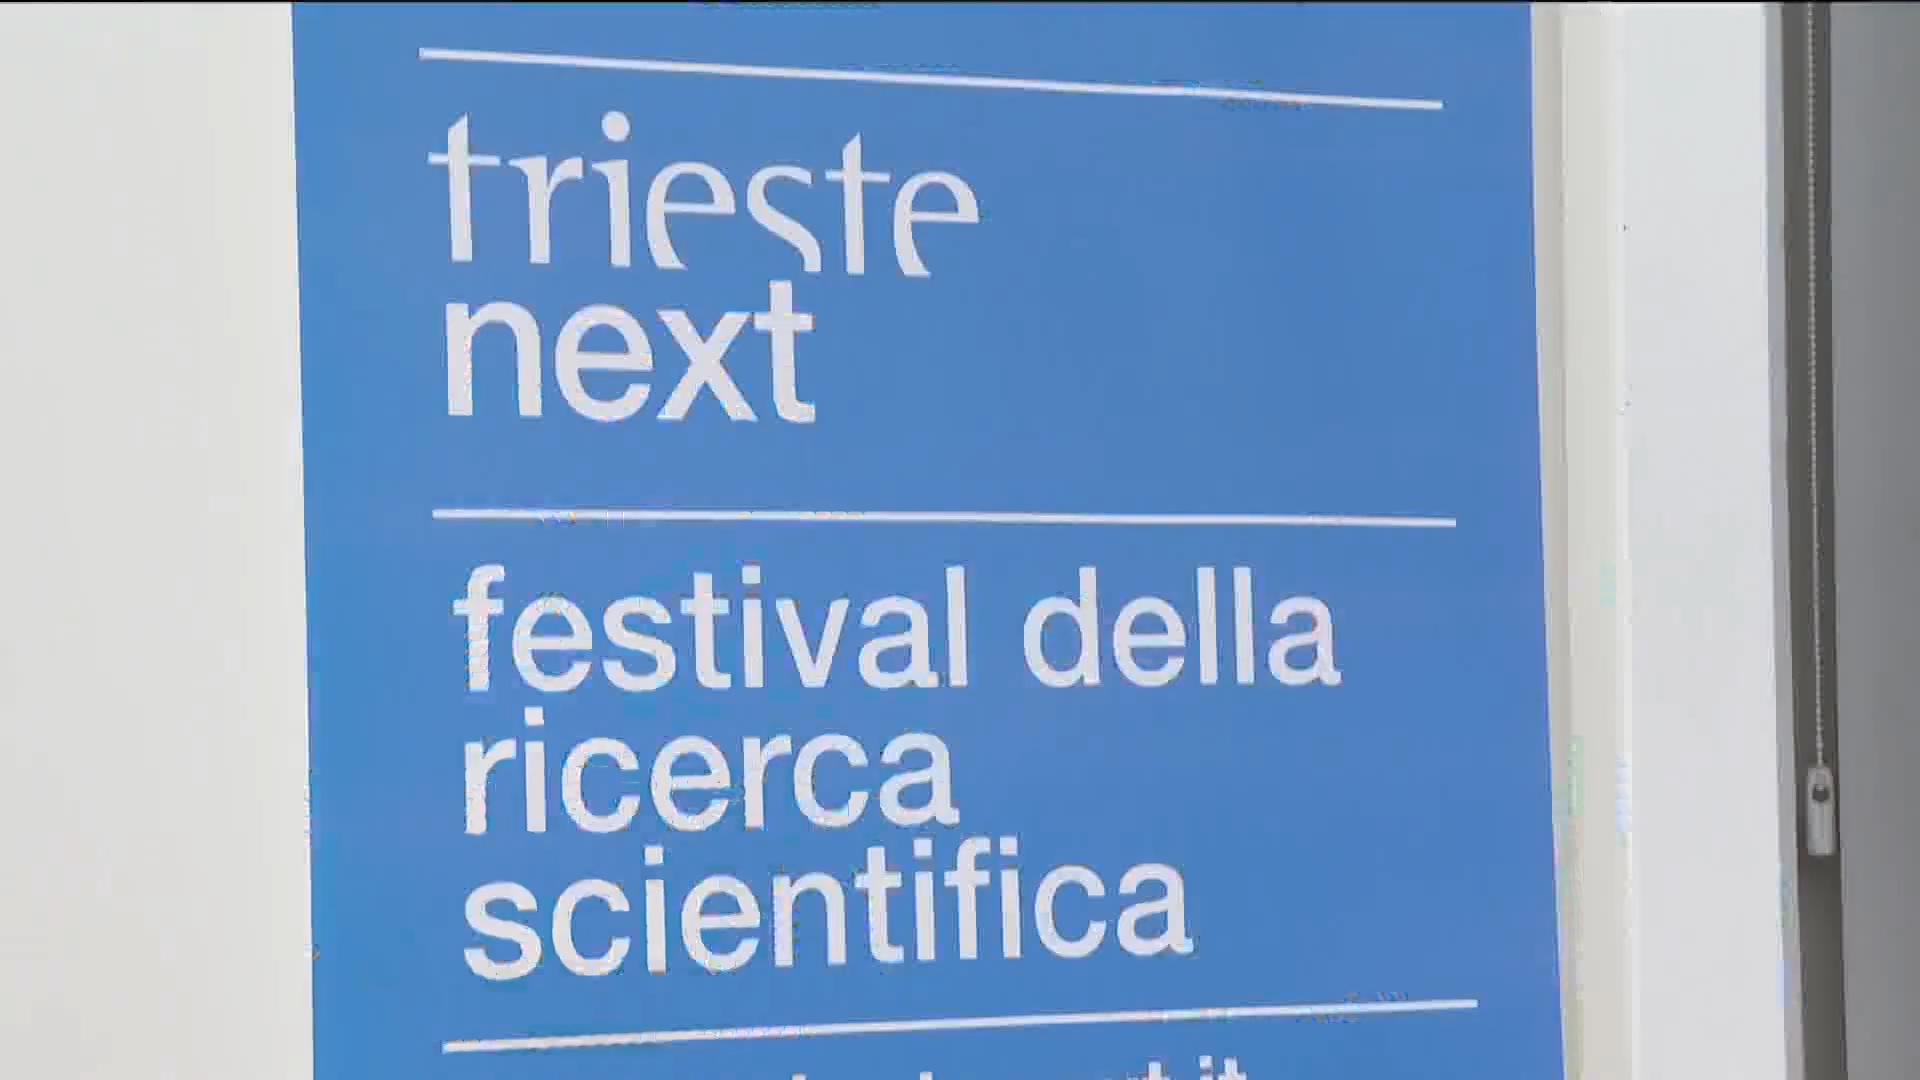 trieste
next
festival della
ricerca
scientifica